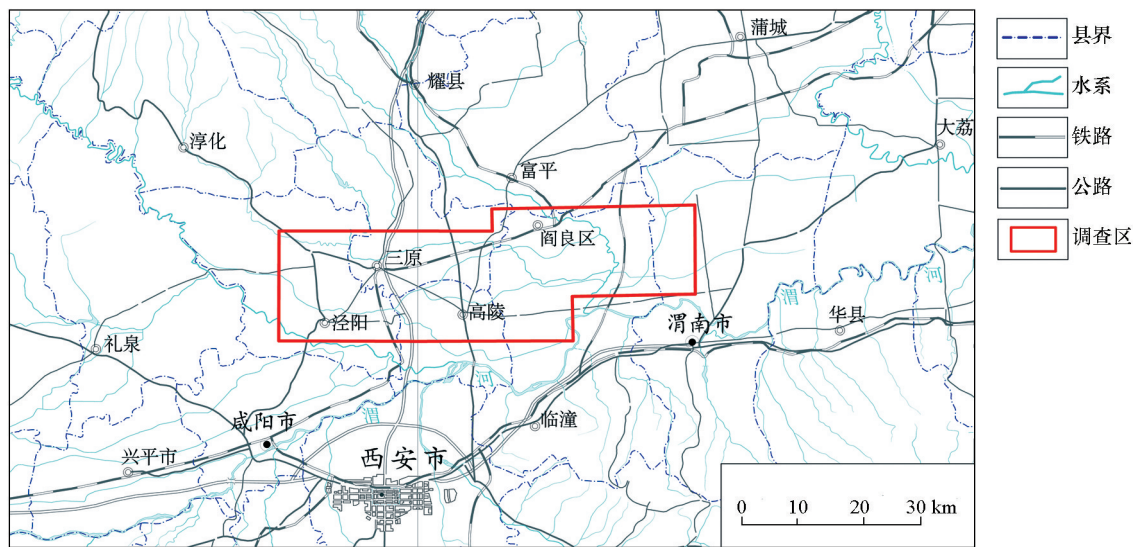 蒲城
耀县
淳化
大荔
富平
阎良区
三原
高陵
泾阳
渭
河
渭南市
华县
礼泉
河
渭
咸阳市
临潼
兴平市
西安市
0 10 20 30 km
县界
水系
铁路
公路
调查区